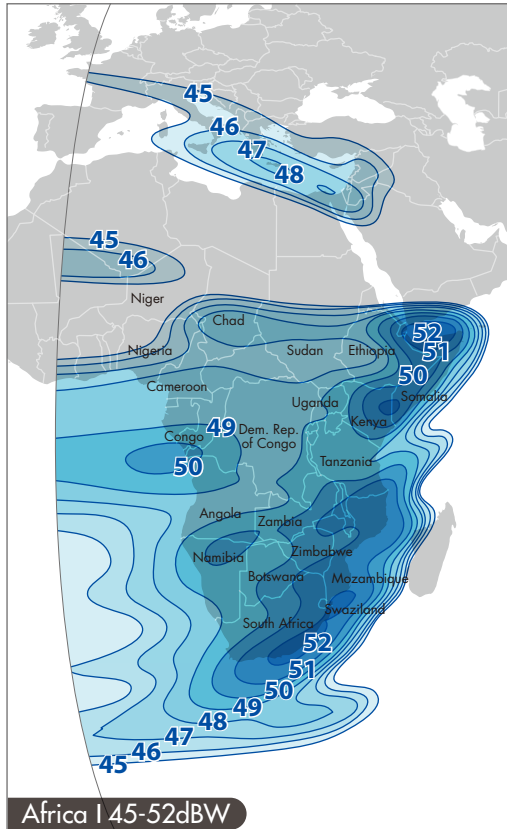 45
46
47
48
45
46
Niger
Chad
52
51
Nigeria
Sudan
Ethiopia
50
Cameroon
Uganda
Somalia
Kenya
49
Congo
Dem. Rep.
of Congo
50
Tanzania
Angola
Zambia
Namibia
Zimbabwe
Botswana
Mozambique
Swaziland
South Africa
52
51
50
49
48
47
46
45
Africa I 45-52dBW